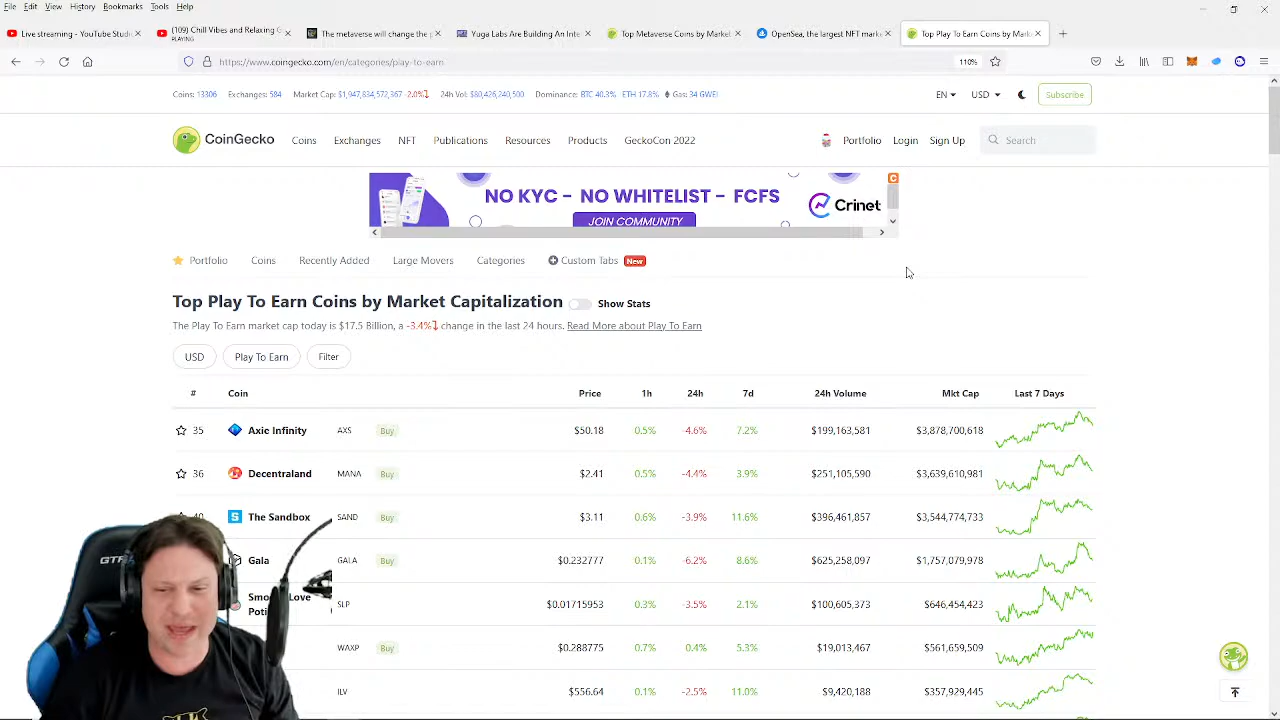 File Edit View History Bookmarks Tools Help
Live streaming - YouTube Studi
(109) Chill Vibes and Relaxing G
PLAYING
The metaverse will change the p
Yuga Labs Are Building An Inte
Top Metaverse Coins by Market
OpenSea, the largest NFT market
Top Play To Earn Coins by Mark
https://www.coingecko.com/en/categories/play-to-earn
110%
Coins: 13306 Exchanges: 584 Market Cap: $1,947,834,572,367 -2.0% 24h Vol: $80,426,240,500 Dominance: BTC 40.3% ETH 17.8% Gas: 34 GWEI
EN USD Subscribe
CoinGecko Coins Exchanges NFT Publications Resources Products GeckoCon 2022
Portfolio Login Sign Up Search
NO KYC - NO WHITELIST - FCFS
JOIN COMMUNITY
Crinet
Portfolio Coins Recently Added Large Movers Categories Custom Tabs New
Top Play To Earn Coins by Market Capitalization Show Stats
The Play To Earn market cap today is $17.5 Billion, a -3.4% change in the last 24 hours. Read More about Play To Earn
USD Play To Earn Filter
# Coin Price 1h 24h 7d 24h Volume Mkt Cap Last 7 Days
35 Axie Infinity AXS Buy $50.18 0.5% -4.6% 7.2% $199,163,581 $3,878,700,618
36 Decentraland MANA Buy $2.41 0.5% -4.4% 3.9% $251,105,590 $3,639,610,981
40 The Sandbox SAND Buy $3.11 0.6% -3.9% 11.6% $396,461,857 $3,544,774,733
Gala GALA Buy $0.232777 0.1% -6.2% 8.6% $625,258,097 $1,757,079,978
Smo Love
Poti
SLP $0.01715953 0.3% -3.5% 2.1% $100,605,373 $646,454,423
WAXP Buy $0.288775 0.7% 0.4% 5.3% $19,013,467 $561,659,509
ILV $556.64 0.1% -2.5% 11.0% $9,420,188 $357,929,445